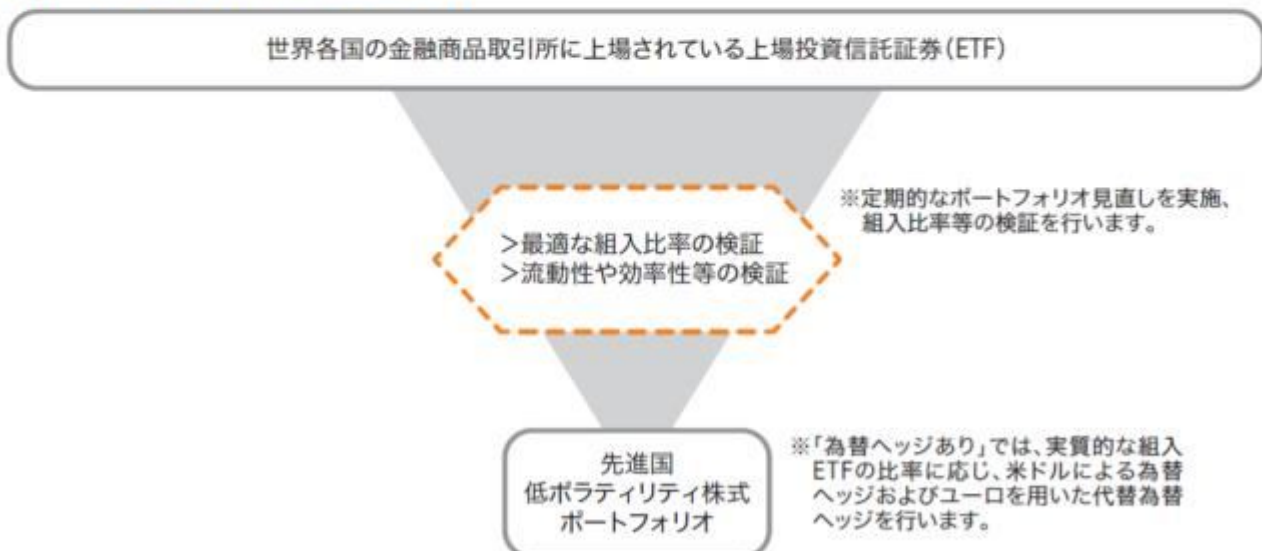 世界各国の金融商品取引所に上場されている上場投資信託証券(ETF)
※定期的なポートフォリオ見直しを実施、
組入比率等の検証を行います。
>最適な組入比率の検証
>流動性や効率性等の検証
先進国
低ボラティリティ株式
ポートフォリオ
※「為替ヘッジあり」では、実質的な組入
ETFの比率に応じ、米ドルによる為替
ヘッジおよびユーロを用いた代替為替
ヘッジを行います。